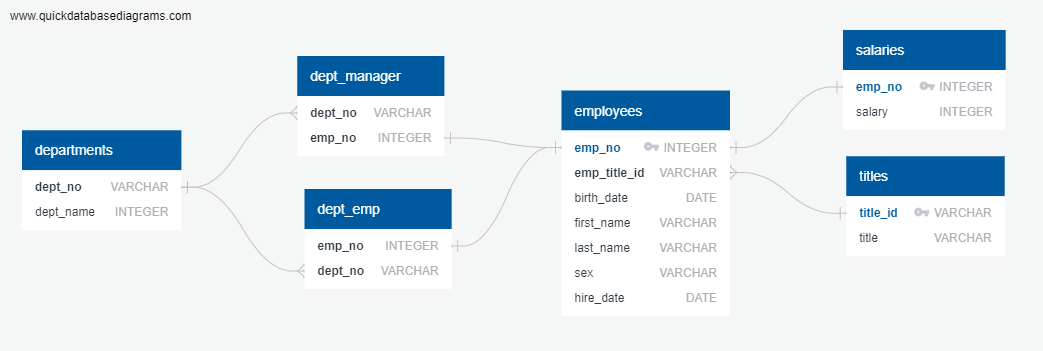 www.quickdatabasediagrams.com
departments
dept_no VARCHAR
dept_name INTEGER
dept_manager
dept_no VARCHAR
emp_no INTEGER
dept_emp
emp_no INTEGER
dept_no VARCHAR
employees
emp_no INTEGER
emp_title_id VARCHAR
birth_date DATE
first_name VARCHAR
last_name VARCHAR
sex VARCHAR
hire_date DATE
salaries
emp_no INTEGER
salary INTEGER
titles
title_id VARCHAR
title VARCHAR